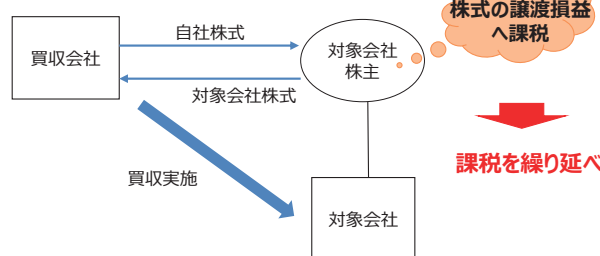 株式の譲渡損益
へ課税
自社株式
買収会社
対象会社
株主
対象会社株式
課税を繰り延べ
買収実施
対象会社